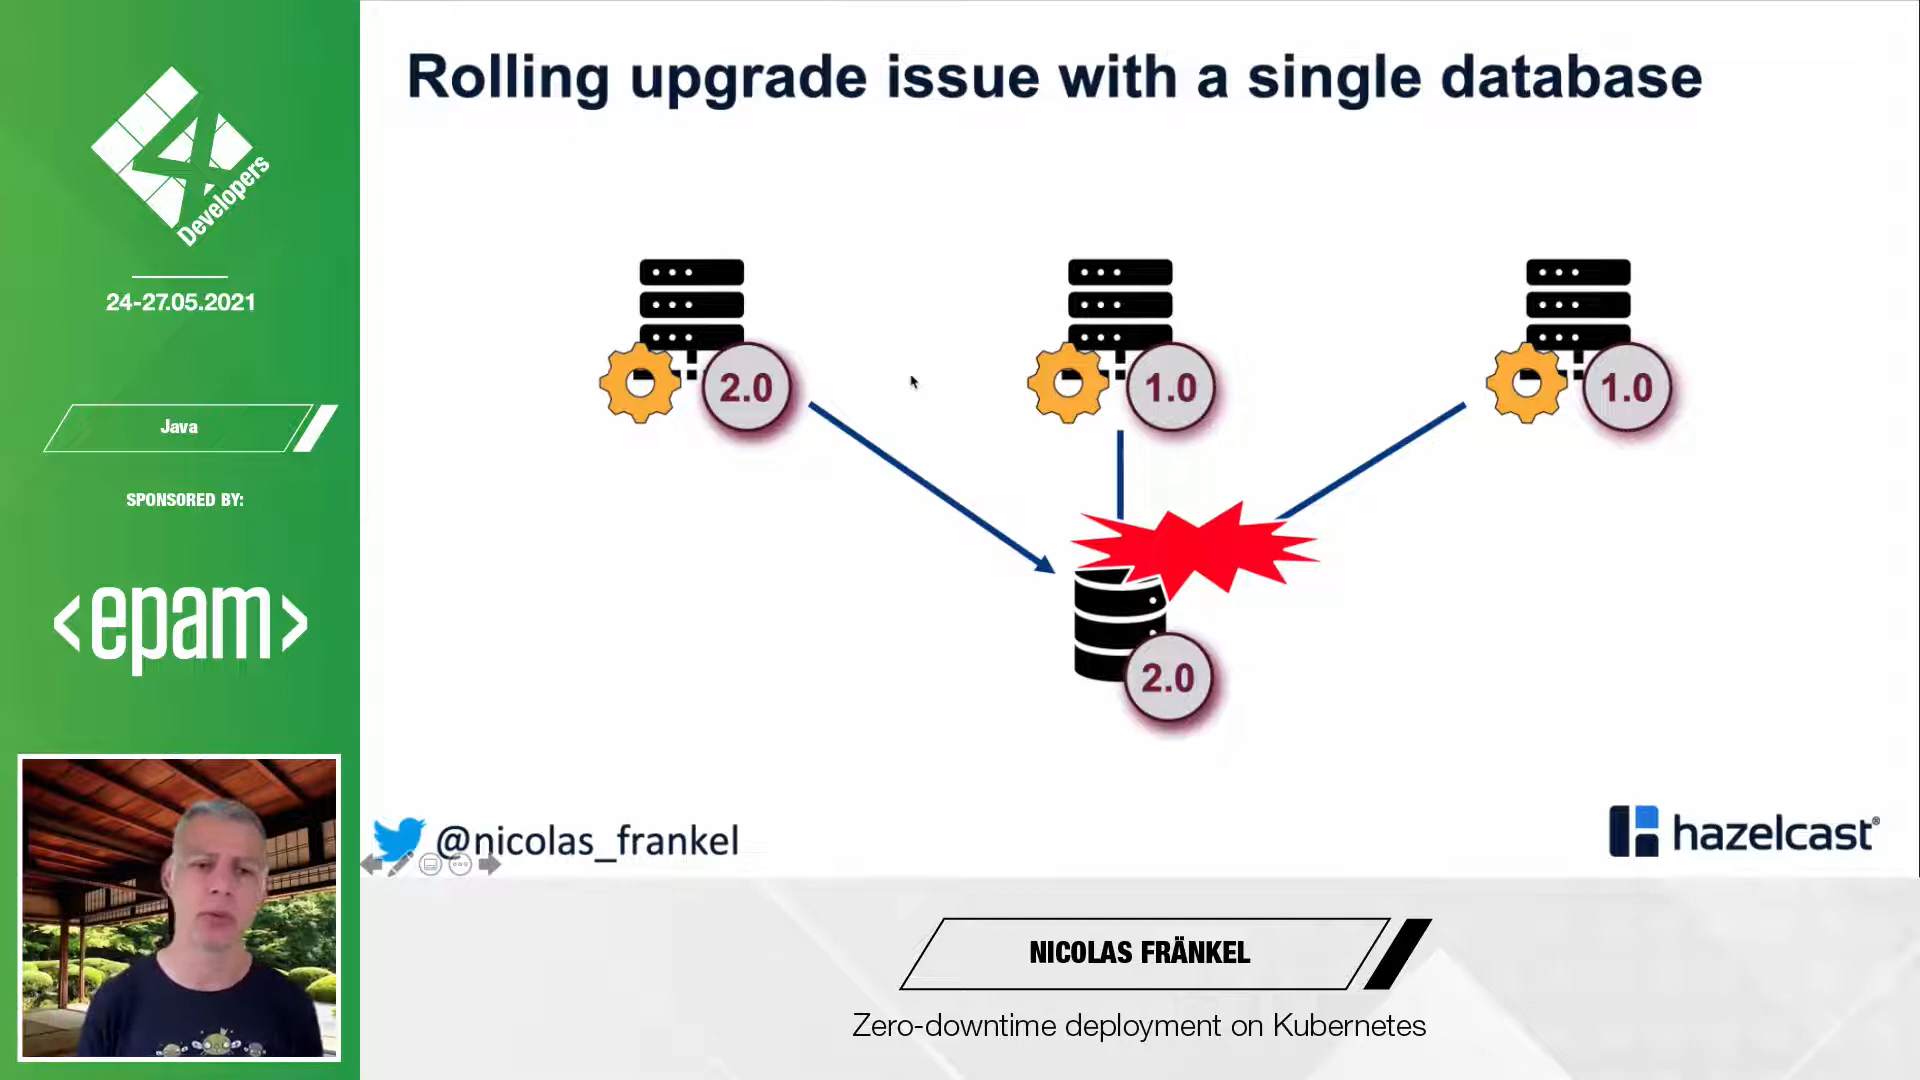 4
Developers
24-27.05.2021
Java
SPONSORED BY:
<epam>
Rolling upgrade issue with a single database
2.0
1.0
1.0
2.0
@nicolas_frankel
hazelcast®
NICOLAS FRÄNKEL
Zero-downtime deployment on Kubernetes